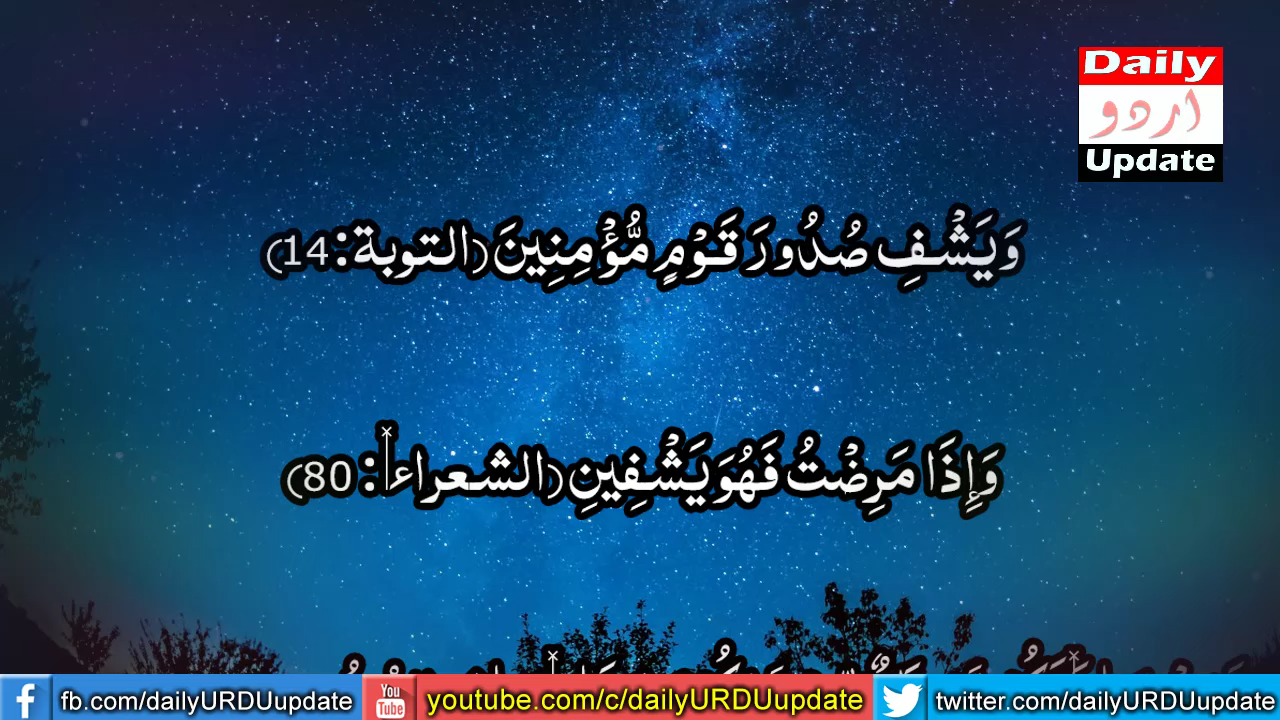 Daily
اردو
Update
وَيَشْفِ صُدُورَ قَوْمٍ مُّؤْمِنِينَ (التوبة: 14)
وَإِذَا مَرِضْتُ فَهُوَ يَشْفِينِ (الشعراء: 80)
fb.com/dailyURDUupdate
You
Tube
youtube.com/c/dailyURDUupdate
twitter.com/dailyURDUupdate